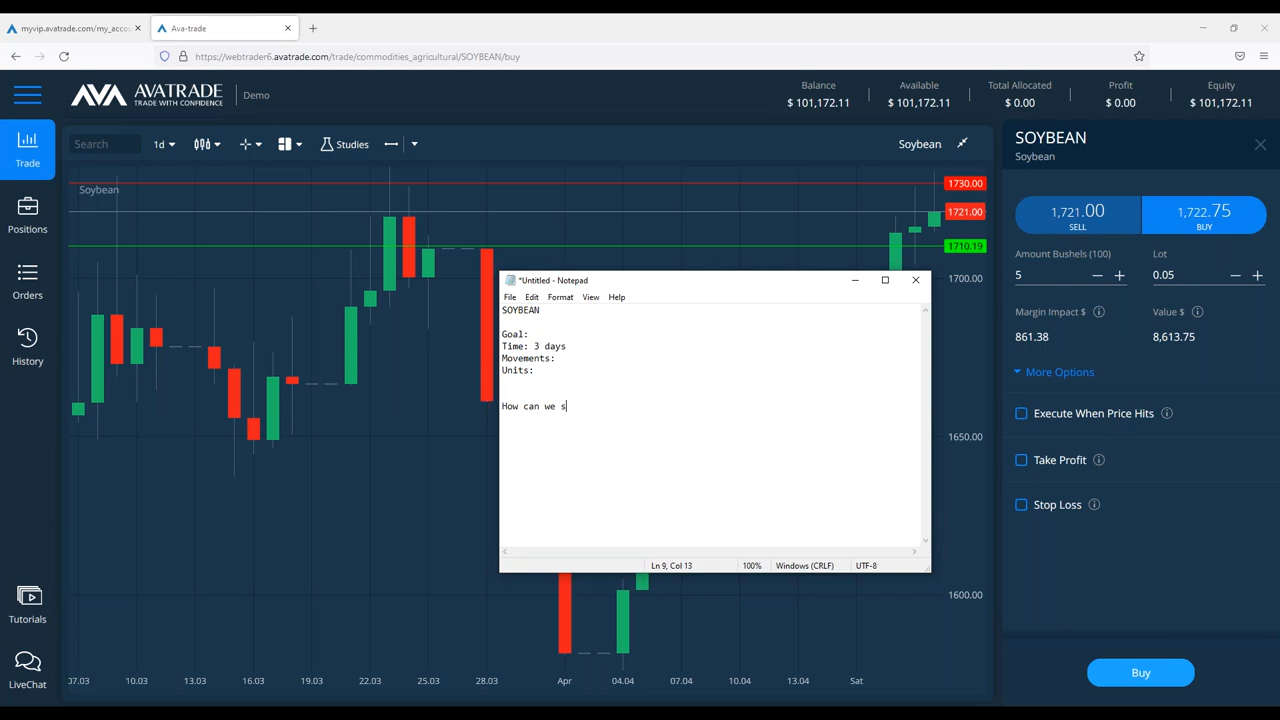 myvip.avatrade.com/my_acco
Ava-trade
https://webtrader6.avatrade.com/trade/commodities_agricultural/SOYBEAN/buy
AVA
AVATRADE
TRADE WITH CONFIDENCE
Demo
Balance
$ 101,172.11
Available
$ 101,172.11
Total Allocated
$ 0.00
Profit
$ 0.00
Equity
$ 101,172.11
Trade
Positions
Orders
History
Tutorials
LiveChat
Search
1d
Studies
Soybean
Soybean
1730.00
1721.00
1710.19
1700.00
1650.00
1600.00
07.03 10.03 13.03 16.03 19.03 22.03 25.03 28.03 Apr 04.04 07.04 10.04 13.04 Sat
*Untitled - Notepad
File Edit Format View Help
SOYBEAN
Goal:
Time: 3 days
Movements:
Units:
How can we s
Ln 9, Col 13 100% Windows (CRLF) UTF-8
SOYBEAN
Soybean
1,721.00
SELL
1,722.75
BUY
Amount Bushels (100)
5
Lot
0.05
Margin Impact $
861.38
Value $
8,613.75
More Options
Execute When Price Hits
Take Profit
Stop Loss
Buy